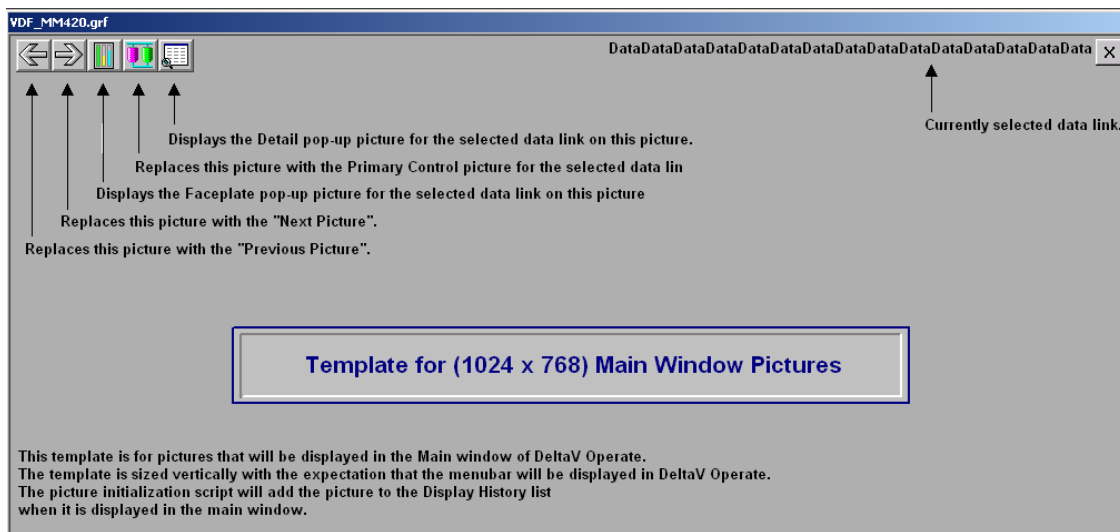 VDF_MM420.grf
DataDataDataDataDataDataDataDataDataDataDataDataDataDataData
X
Currently selected data link.
Displays the Detail pop-up picture for the selected data link on this picture.
Replaces this picture with the Primary Control picture for the selected data lin
Displays the Faceplate pop-up picture for the selected data link on this picture
Replaces this picture with the "Next Picture".
Replaces this picture with the "Previous Picture".
Template for (1024 x 768) Main Window Pictures
This template is for pictures that will be displayed in the Main window of DeltaV Operate.
The template is sized vertically with the expectation that the menubar will be displayed in DeltaV Operate.
The picture initialization script will add the picture to the Display History list
when it is displayed in the main window.